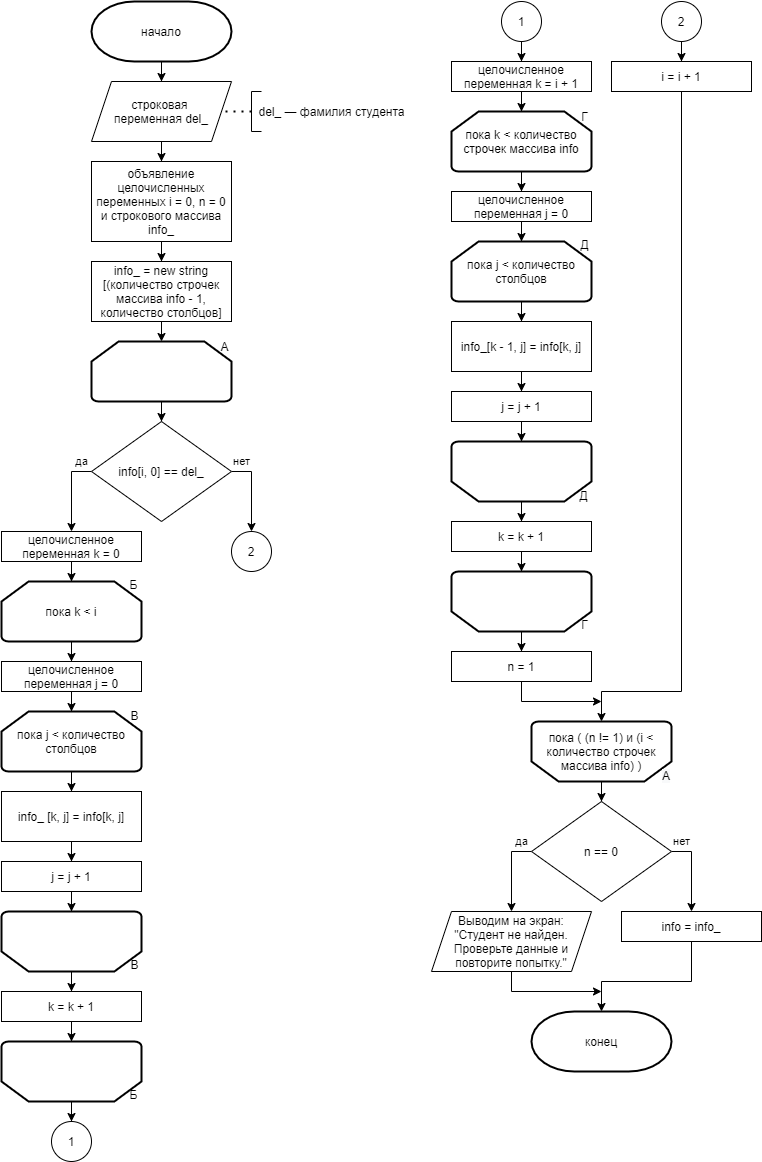 начало
строковая
переменная del_
del_ — фамилия студента
объявление
целочисленных
переменных i = 0, n = 0
и строкового массива
info_
info_ = new string
[(количество строчек
массива info - 1,
количество столбцов]
А
info[i, 0] == del_
да
нет
2
целочисленное
переменная k = 0
Б
пока k < i
целочисленное
переменная j = 0
В
пока j < количество
столбцов
info_ [k, j] = info[k, j]
j = j + 1
В
k = k + 1
Б
1
1
целочисленное
переменная k = i + 1
Г
пока k < количество
строчек массива info
целочисленное
переменная j = 0
Д
пока j < количество
столбцов
info_[k - 1, j] = info[k, j]
j = j + 1
Д
k = k + 1
Г
n = 1
2
i = i + 1
пока ( (n != 1) и (i <
количество строчек
массива info) )
А
n == 0
да
нет
Выводим на экран:
"Студент не найден.
Проверьте данные и
повторите попытку."
info = info_
конец